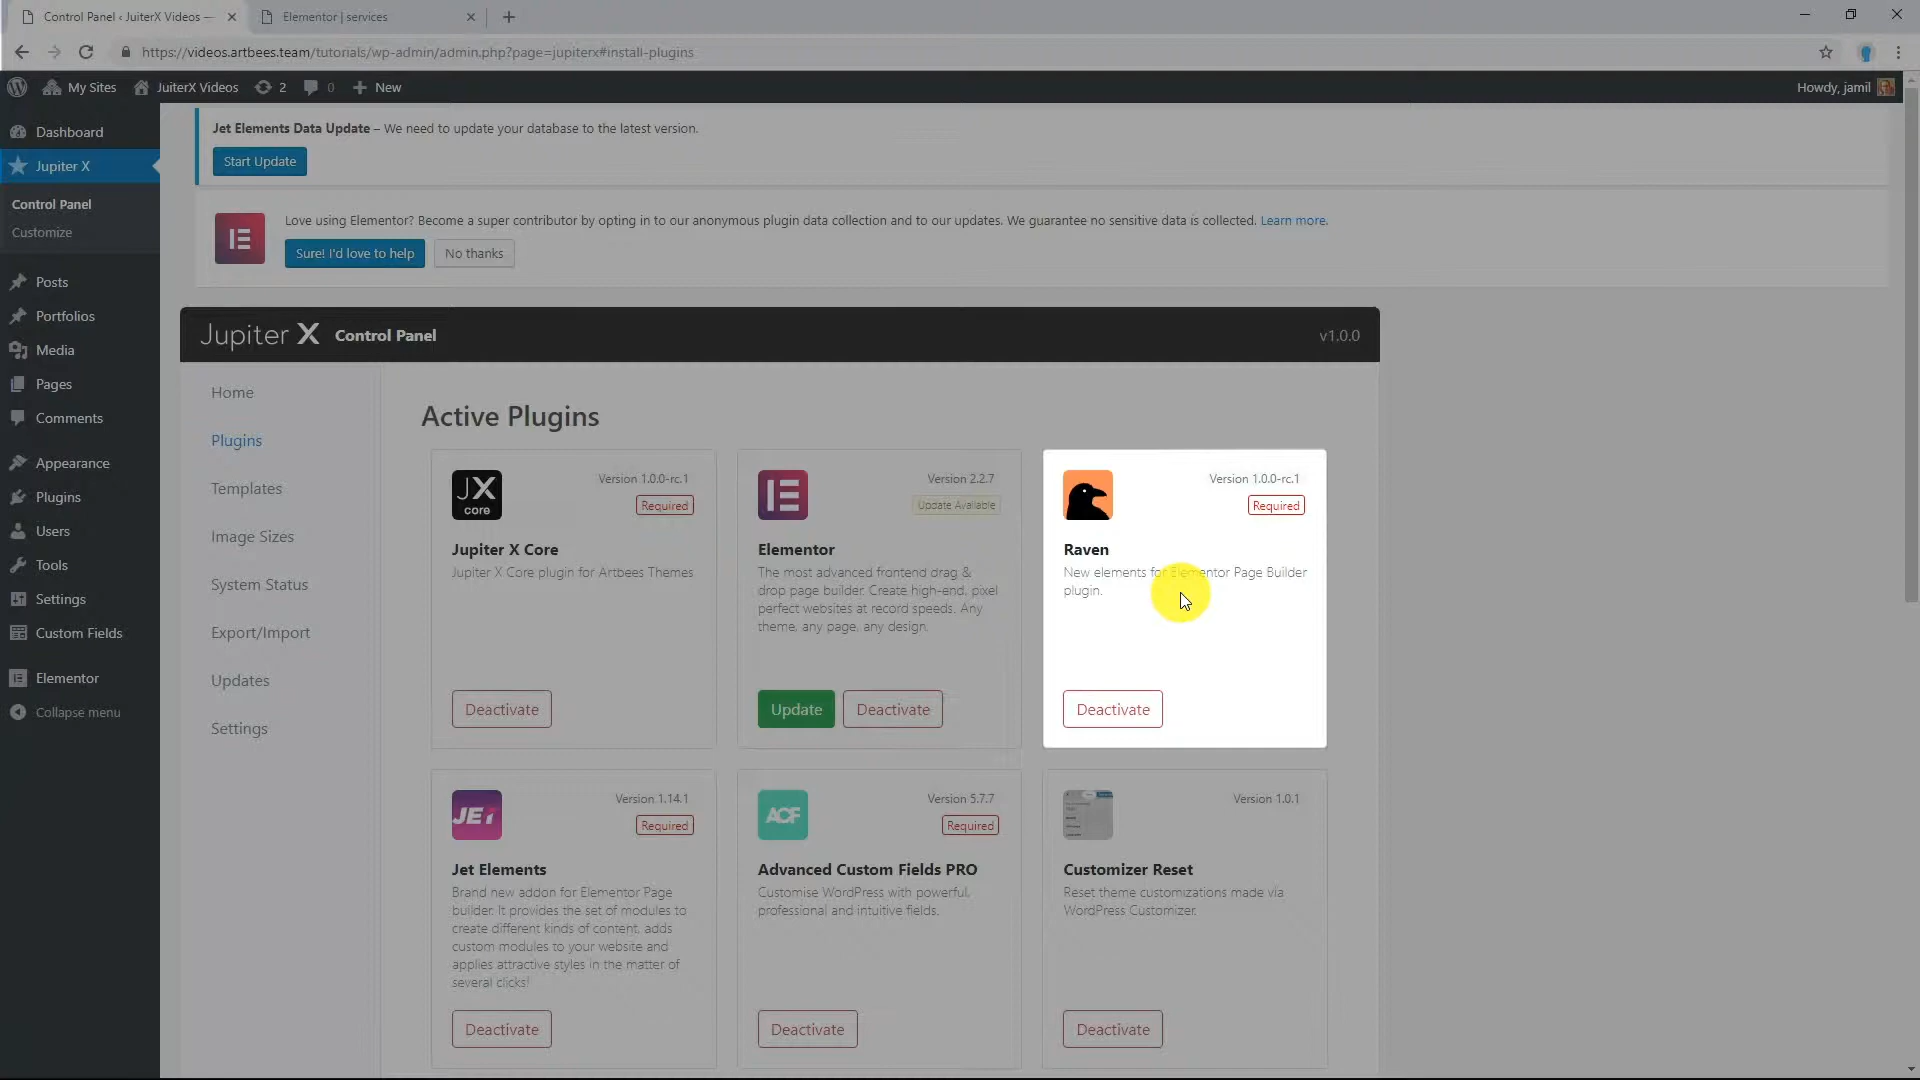 Control Panel ‹ JuiterX Videos —
Elementor | services
https://videos.artbees.team/tutorials/wp-admin/admin.php?page=jupiterx#install-plugins
My Sites
JuiterX Videos
2
0
New
Howdy, jamil
Dashboard
Jupiter X
Control Panel
Customize
Posts
Portfolios
Media
Pages
Comments
Appearance
Plugins
Users
Tools
Settings
Custom Fields
Elementor
Collapse menu
Jet Elements Data Update – We need to update your database to the latest version.
Start Update
Love using Elementor? Become a super contributor by opting in to our anonymous plugin data collection and to our updates. We guarantee no sensitive data is collected. Learn more.
Sure! I'd love to help
No thanks
Jupiter X Control Panel
v1.0.0
Home
Plugins
Templates
Image Sizes
System Status
Export/Import
Updates
Settings
Active Plugins
JX
core
Version 1.0.0-rc.1
Required
Jupiter X Core
Jupiter X Core plugin for Artbees Themes
Deactivate
Version 2.2.7
Update Available
Elementor
The most advanced frontend drag &
drop page builder. Create high-end, pixel
perfect websites at record speeds. Any
theme, any page, any design.
Update
Deactivate
Version 1.0.0-rc.1
Required
Raven
New elements for Elementor Page Builder
plugin.
Deactivate
JET
Version 1.14.1
Required
Jet Elements
Brand new addon for Elementor Page
builder. It provides the set of modules to
create different kinds of content, adds
custom modules to your website and
applies attractive styles in the matter of
several clicks!
Deactivate
ACF
Version 5.7.7
Required
Advanced Custom Fields PRO
Customise WordPress with powerful,
professional and intuitive fields.
Deactivate
Version 1.0.1
Customizer Reset
Reset theme customizations made via
WordPress Customizer.
Deactivate